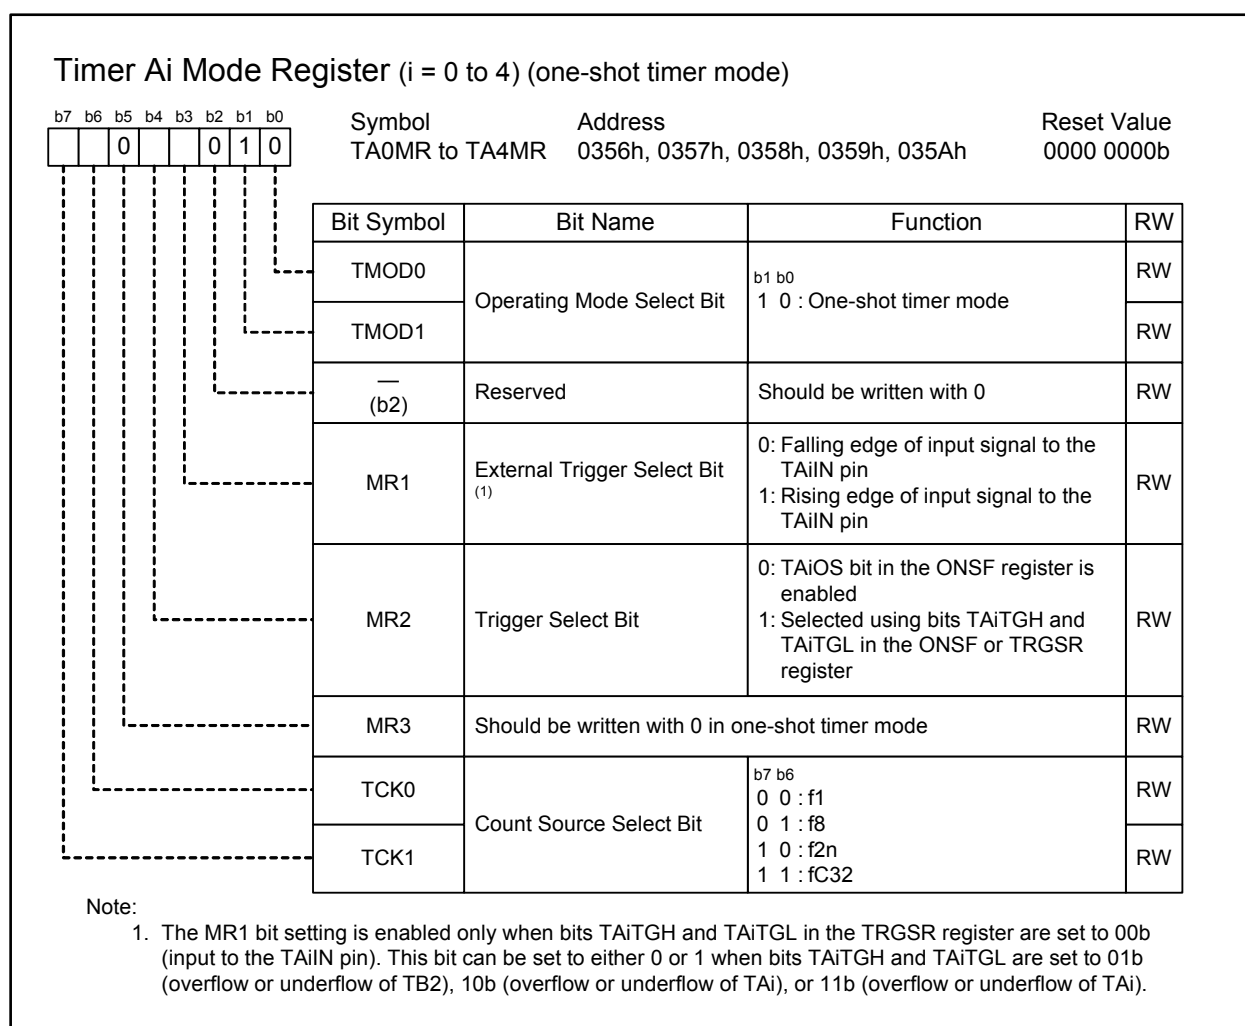 Timer Ai Mode Register (i = 0 to 4) (one-shot timer mode)
b7 b6 b5 b4 b3 b2 b1 b0
0 0 1 0
Symbol Address Reset Value
TA0MR to TA4MR 0356h, 0357h, 0358h, 0359h, 035Ah 0000 0000b
Bit Symbol Bit Name Function RW
TMOD0 RW
Operating Mode Select Bit
b1 b0
1 0 : One-shot timer mode
TMOD1 RW
—
(b2) Reserved Should be written with 0 RW
MR1 External Trigger Select Bit
(1)
0: Falling edge of input signal to the
TAiIN pin
1: Rising edge of input signal to the
TAiIN pin
RW
MR2 Trigger Select Bit
0: TAiOS bit in the ONSF register is
enabled
1: Selected using bits TAiTGH and
TAiTGL in the ONSF or TRGSR
register
RW
MR3 Should be written with 0 in one-shot timer mode RW
TCK0 RW
Count Source Select Bit
b7 b6
0 0 : f1
0 1 : f8
1 0 : f2n
1 1 : fC32
TCK1 RW
Note:
1. The MR1 bit setting is enabled only when bits TAiTGH and TAiTGL in the TRGSR register are set to 00b
(input to the TAiIN pin). This bit can be set to either 0 or 1 when bits TAiTGH and TAiTGL are set to 01b
(overflow or underflow of TB2), 10b (overflow or underflow of TAi), or 11b (overflow or underflow of TAi).